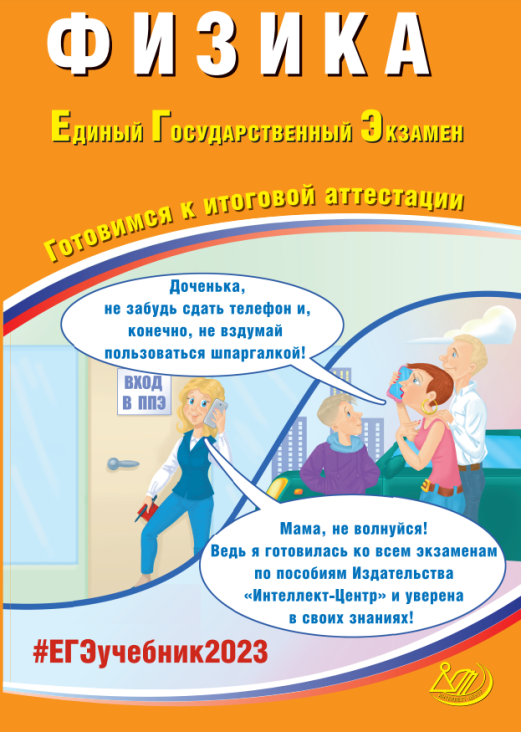 ФИЗИКА
Единый Государственный Экзамен
Готовимся к итоговой аттестации
Доченька,
не забудь сдать телефон и,
конечно, не вздумай
пользоваться шпаргалкой!
ВХОД
В ППЭ
Мама, не волнуйся!
Ведь я готовилась ко всем экзаменам
по пособиям Издательства
«Интеллект-Центр» и уверена
в своих знаниях!
#ЕГЭучебник2023